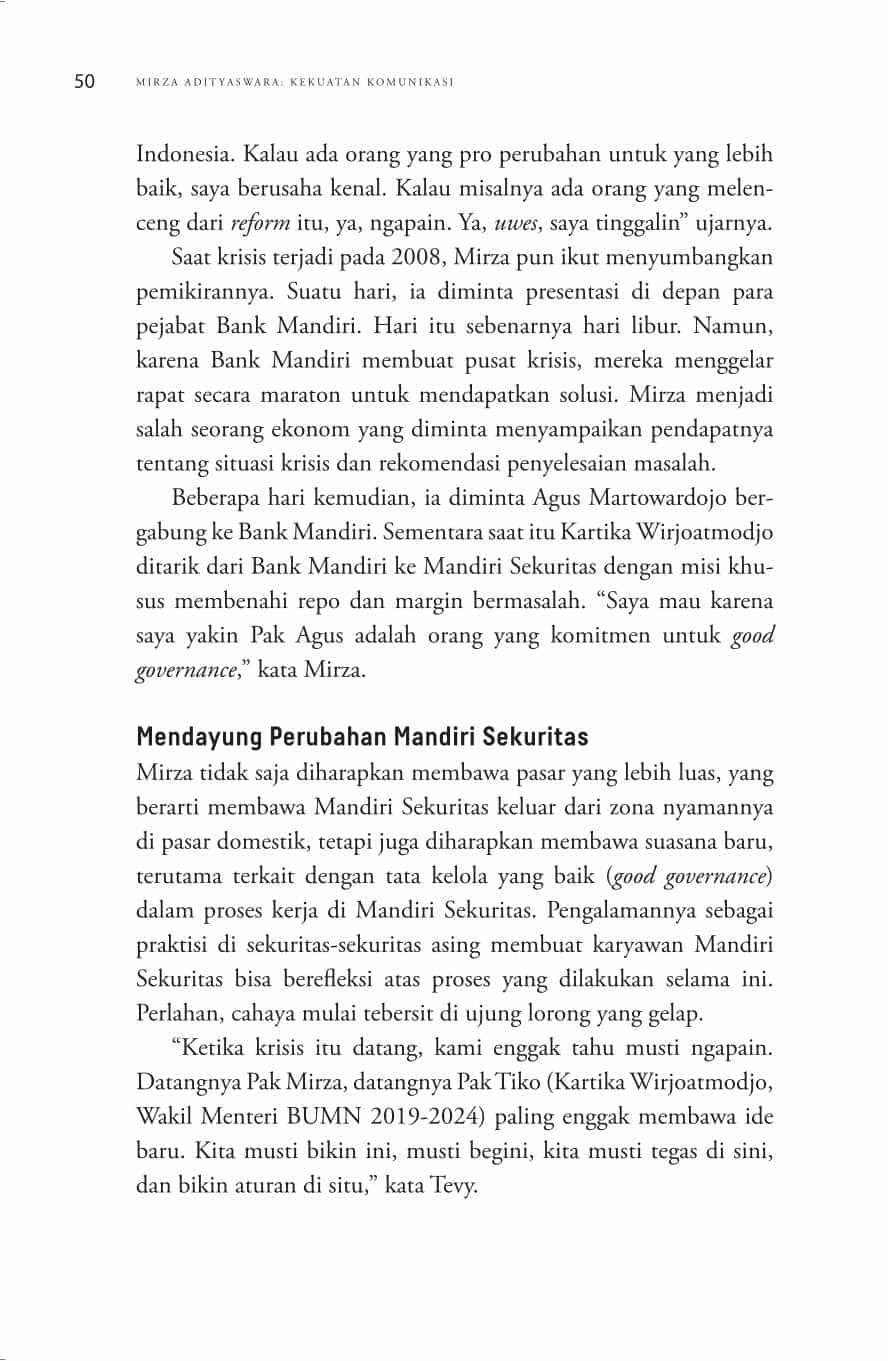 50 MIRZA ADITYASWARA: KEKUATAN KOMUNIKASI
Indonesia. Kalau ada orang yang pro perubahan untuk yang lebih
baik, saya berusaha kenal. Kalau misalnya ada orang yang melen-
ceng dari reform itu, ya, ngapain. Ya, uwes, saya tinggalin” ujarnya.
Saat krisis terjadi pada 2008, Mirza pun ikut menyumbangkan
pemikirannya. Suatu hari, ia diminta presentasi di depan para
pejabat Bank Mandiri. Hari itu sebenarnya hari libur. Namun,
karena Bank Mandiri membuat pusat krisis, mereka menggelar
rapat secara maraton untuk mendapatkan solusi. Mirza menjadi
salah seorang ekonom yang diminta menyampaikan pendapatnya
tentang situasi krisis dan rekomendasi penyelesaian masalah.
Beberapa hari kemudian, ia diminta Agus Martowardojo ber-
gabung ke Bank Mandiri. Sementara saat itu Kartika Wirjoatmodjo
ditarik dari Bank Mandiri ke Mandiri Sekuritas dengan misi khu-
sus membenahi repo dan margin bermasalah. “Saya mau karena
saya yakin Pak Agus adalah orang yang komitmen untuk good
governance,” kata Mirza.
Mendayung Perubahan Mandiri Sekuritas
Mirza tidak saja diharapkan membawa pasar yang lebih luas, yang
berarti membawa Mandiri Sekuritas keluar dari zona nyamannya
di pasar domestik, tetapi juga diharapkan membawa suasana baru,
terutama terkait dengan tata kelola yang baik (good governance)
dalam proses kerja di Mandiri Sekuritas. Pengalamannya sebagai
praktisi di sekuritas-sekuritas asing membuat karyawan Mandiri
Sekuritas bisa berefleksi atas proses yang dilakukan selama ini.
Perlahan, cahaya mulai tebersit di ujung lorong yang gelap.
“Ketika krisis itu datang, kami enggak tahu musti ngapain.
Datangnya Pak Mirza, datangnya Pak Tiko (Kartika Wirjoatmodjo,
Wakil Menteri BUMN 2019-2024) paling enggak membawa ide
baru. Kita musti bikin ini, musti begini, kita musti tegas di sini,
dan bikin aturan di situ,” kata Tevy.